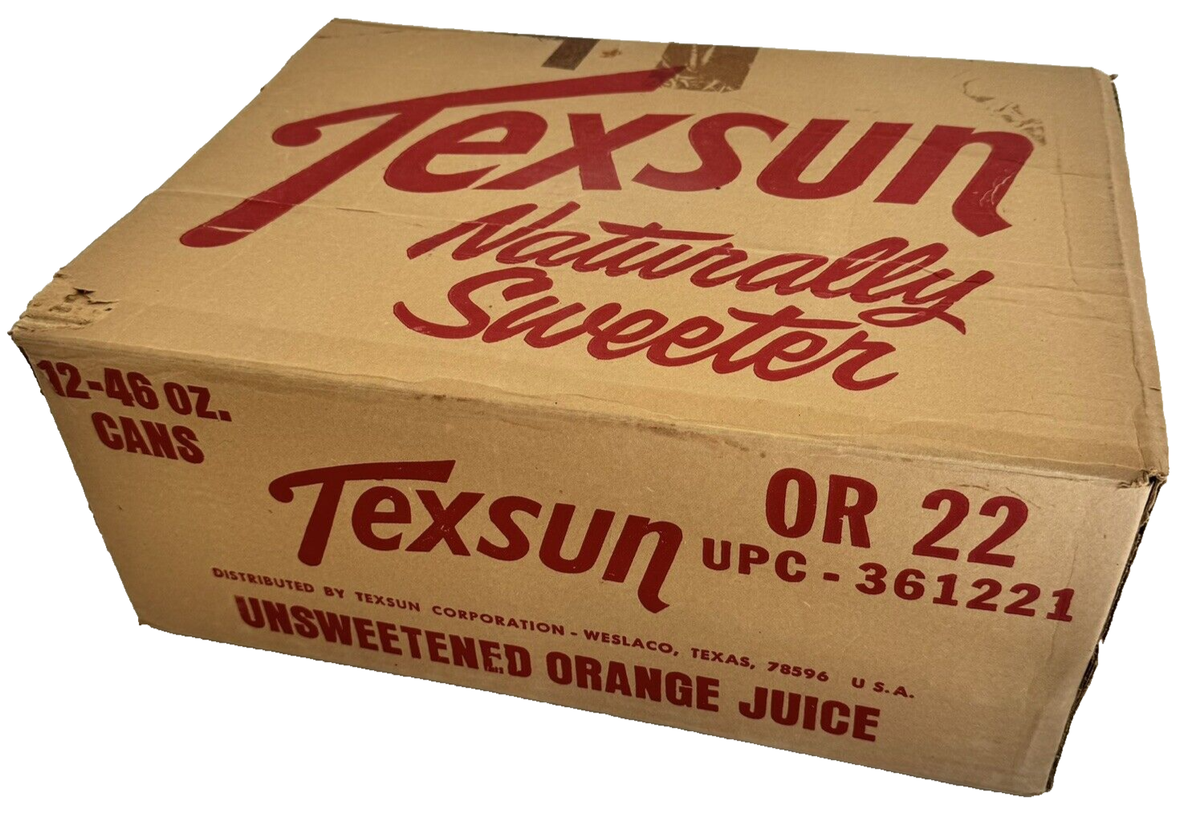 Texsun
Naturally
Sweeter
12-46 OZ.
CANS
Texsun
OR 22
UPC - 361221
DISTRIBUTED BY TEXSUN CORPORATION - WESLACO, TEXAS, 78596 U S.A.
UNSWEETENED ORANGE JUICE